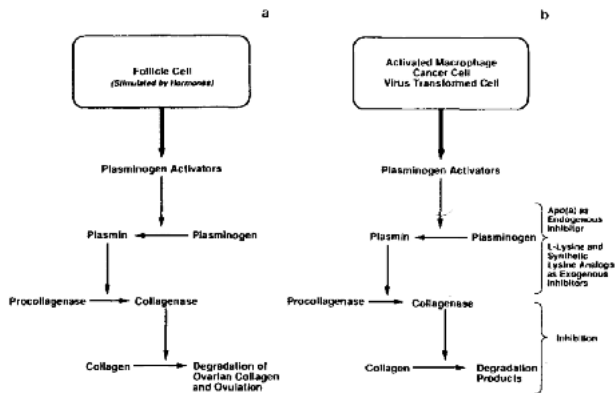 a
Follicle Cell
(Stimulated by Hormones)
Plasminogen Activators
Plasmin
Plasminogen
Procollagenase
Collagenase
Collagen
Degradation of
Ovarian Collagen
and Ovulation
b
Activated Macrophage
Cancer Cell
Virus Transformed Cell
Plasminogen Activators
Plasmin
Plasminogen
Apo(a) as
Endogenous
Inhibitor
L-Lysine and
Synthetic
Lysine Analogs
as Exogenous
Inhibitors
Procollagenase
Collagenase
Inhibition
Collagen
Degradation
Products